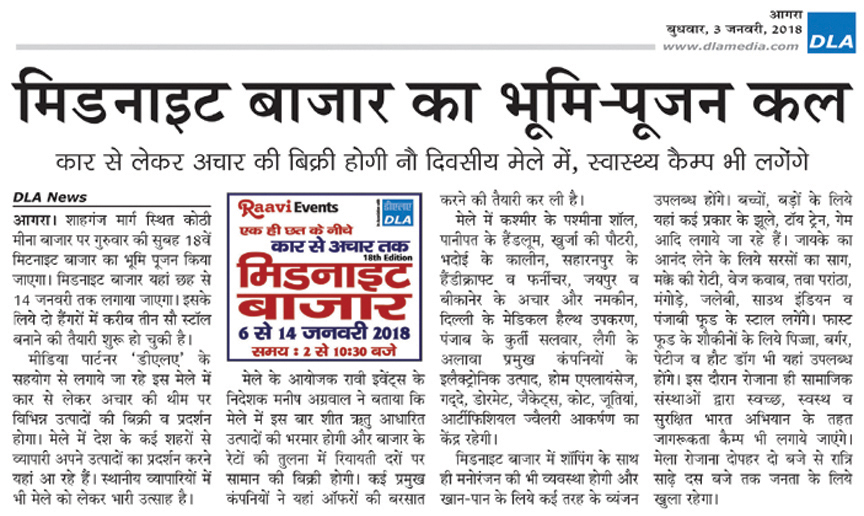 आगरा
बुधवार, 3 जनवरी, 2018
www.dlamedia.com
DLA
मिडनाइट बाजार का भूमि-पूजन कल
कार से लेकर अचार की बिक्री होगी नौ दिवसीय मेले में, स्वास्थ्य कैम्प भी लगेंगे
DLA News
आगरा। शाहगंज मार्ग स्थित कोठी
मीना बाजार पर गुरुवार की सुबह 18वें
मिटनाइट बाजार का भूमि पूजन किया
जाएगा। मिडनाइट बाजार यहां छह से
14 जनवरी तक लगाया जाएगा। इसके
लिये दो हैंगरों में करीब तीन सौ स्टॉल
बनाने की तैयारी शुरू हो चुकी है।
मीडिया पार्टनर 'डीएलए' के
सहयोग से लगाये जा रहे इस मेले में
कार से लेकर अचार की थीम पर
विभिन्न उत्पादों की बिक्री व प्रदर्शन
होगा। मेले में देश के कई शहरों से
व्यापारी अपने उत्पादों का प्रदर्शन करने
यहां आ रहे हैं। स्थानीय व्यापारियों में
भी मेले को लेकर भारी उत्साह है।
Raavi Events
डीएलए
DLA
एक ही छत के नीचे
कार से अचार तक
18th Edition
मिडनाइट
बाजार
6 से 14 जनवरी 2018
समय : 2 से 10:30 बजे
मेले के आयोजक रावी इवेंट्स के
निदेशक मनीष अग्रवाल ने बताया कि
मेले में इस बार शीत ऋतु आधारित
उत्पादों की भरमार होगी और बाजार के
रेटों की तुलना में रियायती दरों पर
सामान की बिक्री होगी। कई प्रमुख
कंपनियों ने यहां ऑफरों की बरसात
करने की तैयारी कर ली है।
मेले में कश्मीर के पश्मीना शॉल,
पानीपत के हैंडलूम, खुर्जा की पौटरी,
भदोई के कालीन, सहारनपुर के
हैंडीक्राफ्ट व फर्नीचर, जयपुर व
बीकानेर के अचार और नमकीन,
दिल्ली के मेडिकल हैल्थ उपकरण,
पंजाब के कुर्ती सलवार, लैगी के
अलावा प्रमुख कंपनियों के
इलैक्ट्रोनिक उत्पाद, होम एपलायंसेज,
गद्दे, डोरमेट, जैकेट्स, कोट, जूतियां,
आर्टीफिशियल ज्वैलरी आकर्षण का
केंद्र रहेगी।
मिडनाइट बाजार में शॉपिंग के साथ
ही मनोरंजन की भी व्यवस्था होगी और
खान-पान के लिये कई तरह के व्यंजन
उपलब्ध होंगे। बच्चों, बड़ों के लिये
यहां कई प्रकार के झूले, टॉय ट्रेन, गेम
आदि लगाये जा रहे हैं। जायके का
आनंद लेने के लिये सरसों का साग,
मक्के की रोटी, वेज कवाब, तवा परांठा,
मंगोड़े, जलेबी, साउथ इंडियन व
पंजाबी फूड के स्टाल लगेंगे। फास्ट
फूड के शौकीनों के लिये पिज्जा, बर्गर,
पेटीज व हौट डॉग भी यहां उपलब्ध
होंगे। इस दौरान रोजाना ही सामाजिक
संस्थाओं द्वारा स्वच्छ, स्वस्थ व
सुरक्षित भारत अभियान के तहत
जागरूकता कैम्प भी लगाये जाएंगे।
मेला रोजाना दोपहर दो बजे से रात्रि
साढ़े दस बजे तक जनता के लिये
खुला रहेगा।